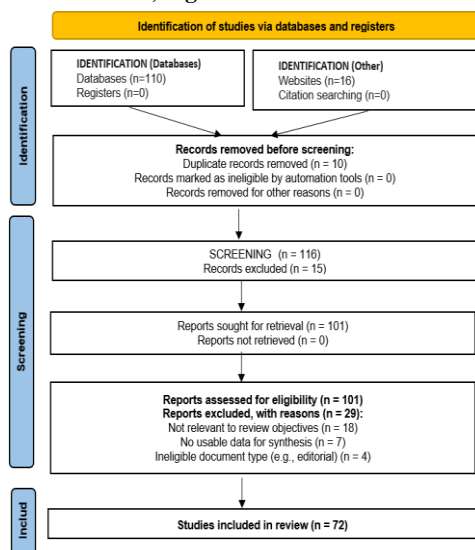 Identification of studies via databases and registers
Identification
IDENTIFICATION (Databases)
Databases (n=110)
Registers (n=0)
IDENTIFICATION (Other)
Websites (n=16)
Citation searching (n=0)
Records removed before screening:
Duplicate records removed (n = 10)
Records marked as ineligible by automation tools (n = 0)
Records removed for other reasons (n = 0)
Screening
SCREENING (n = 116)
Records excluded (n = 15)
Reports sought for retrieval (n = 101)
Reports not retrieved (n = 0)
Reports assessed for eligibility (n = 101)
Reports excluded, with reasons (n = 29):
Not relevant to review objectives (n = 18)
No usable data for synthesis (n = 7)
Ineligible document type (e.g., editorial) (n = 4)
Includ
Studies included in review (n = 72)